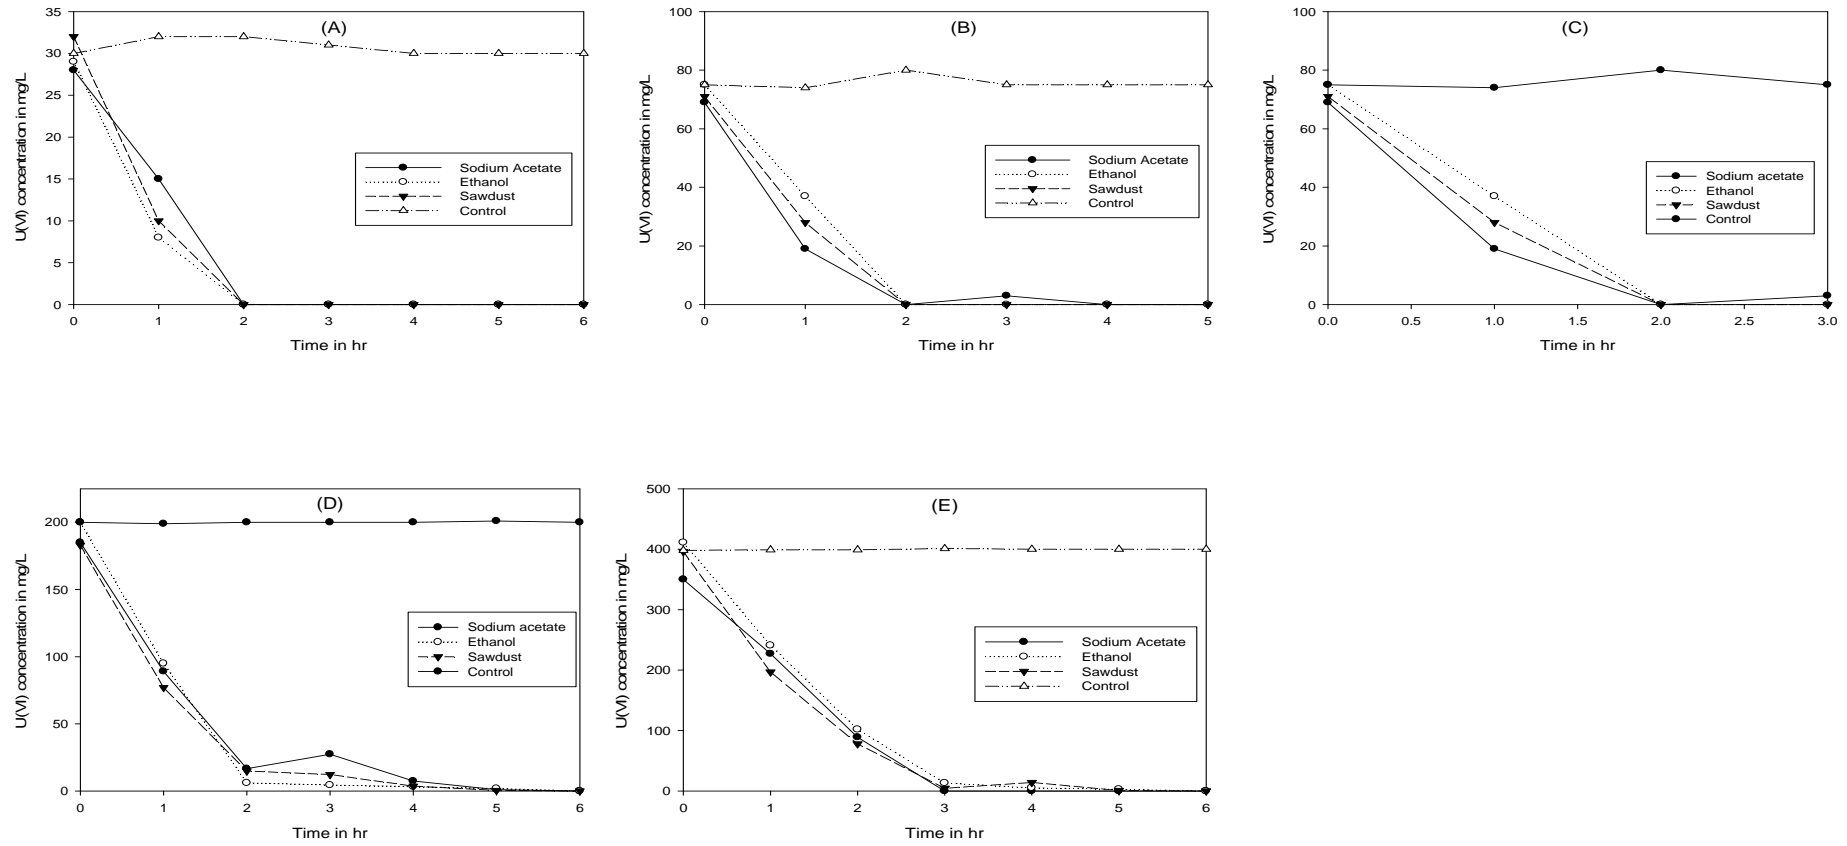 (A)
U(VI) concentration in mg/L
35
30
25
20
15
10
5
0
0 1 2 3 4 5 6
Time in hr
Sodium Acetate
Ethanol
Sawdust
Control
(B)
U(VI) concentration in mg/L
100
80
60
40
20
0
0 1 2 3 4 5
Time in hr
Sodium Acetate
Ethanol
Sawdust
Control
(C)
U(VI) concentration in mg/L
100
80
60
40
20
0
0.0 0.5 1.0 1.5 2.0 2.5 3.0
Time in hr
Sodium acetate
Ethanol
Sawdust
Control
(D)
U(VI) concentration in mg/L
200
150
100
50
0
0 1 2 3 4 5 6
Time in hr
Sodium acetate
Ethanol
Sawdust
Control
(E)
U(VI) concentration in mg/L
500
400
300
200
100
0
0 1 2 3 4 5 6
Time in hr
Sodium Acetate
Ethanol
Sawdust
Control